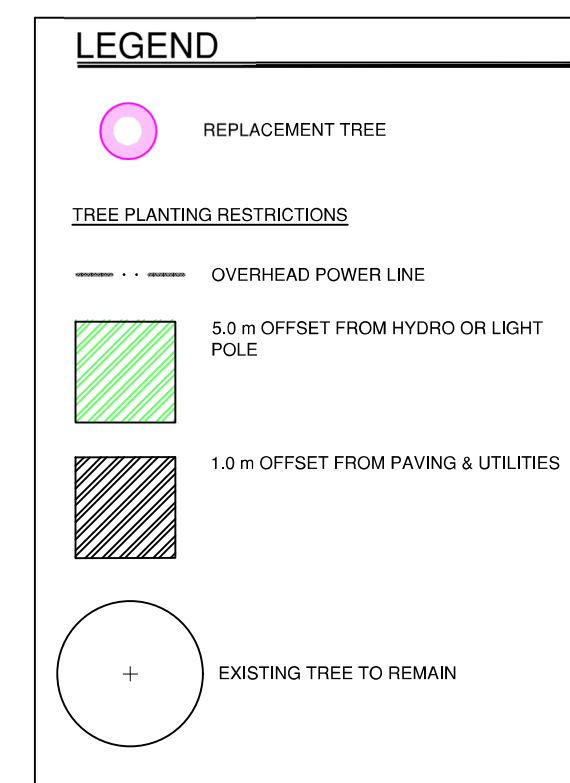 LEGEND
REPLACEMENT TREE
TREE PLANTING RESTRICTIONS
OVERHEAD POWER LINE
5.0 m OFFSET FROM HYDRO OR LIGHT
POLE
1.0 m OFFSET FROM PAVING & UTILITIES
EXISTING TREE TO REMAIN